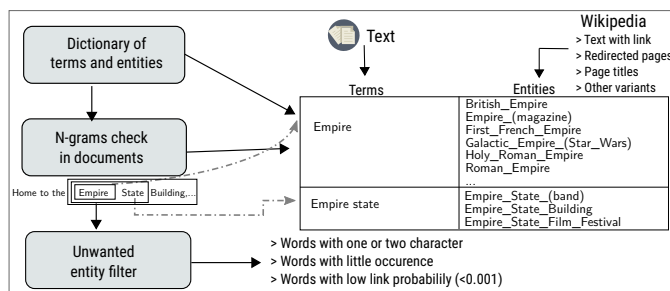 Dictionary of
terms and entities
N-grams check
in documents
Home to the Empire State Building,...
Unwanted
entity filter
Text
Wikipedia
> Text with link
> Redirected pages
> Page titles
> Other variants
Terms
Entities
Empire
British_Empire
Empire_(magazine)
First_French_Empire
Galactic_Empire_(Star_Wars)
Holy_Roman_Empire
Roman_Empire
...
Empire state
Empire_State_(band)
Empire_State_Building
Empire_State_Film_Festival
> Words with one or two character
> Words with little occurence
> Words with low link probabilily (<0.001)